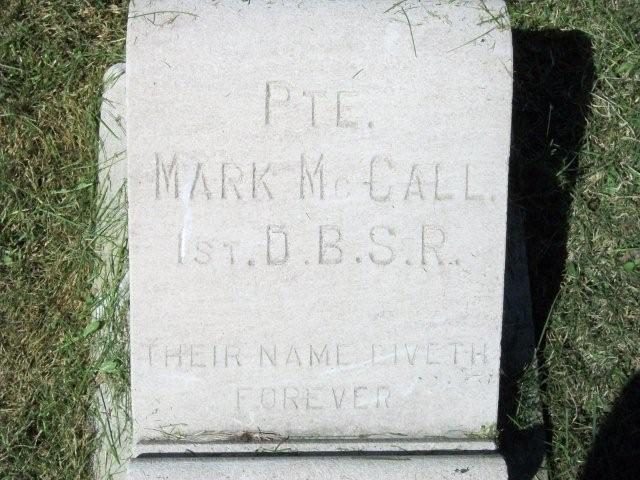 PTE.
MARK MCCALL.
1ST. D.B.S.R.
THEIR NAME LIVETH
FOREVER